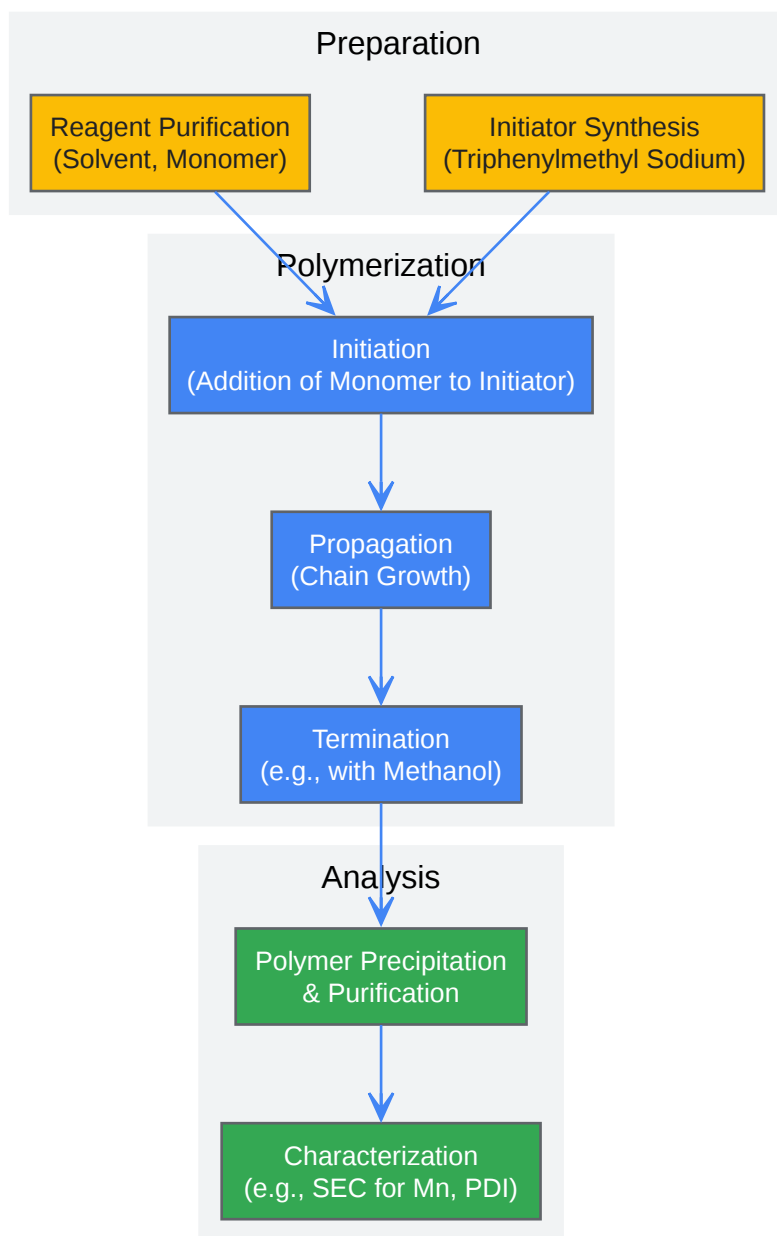 Preparation
Reagent Purification
(Solvent, Monomer)
Initiator Synthesis
(Triphenylmethyl Sodium)
Polymerization
Initiation
(Addition of Monomer to Initiator)
Propagation
(Chain Growth)
Termination
(e.g., with Methanol)
Analysis
Polymer Precipitation
& Purification
Characterization
(e.g., SEC for Mn, PDI)